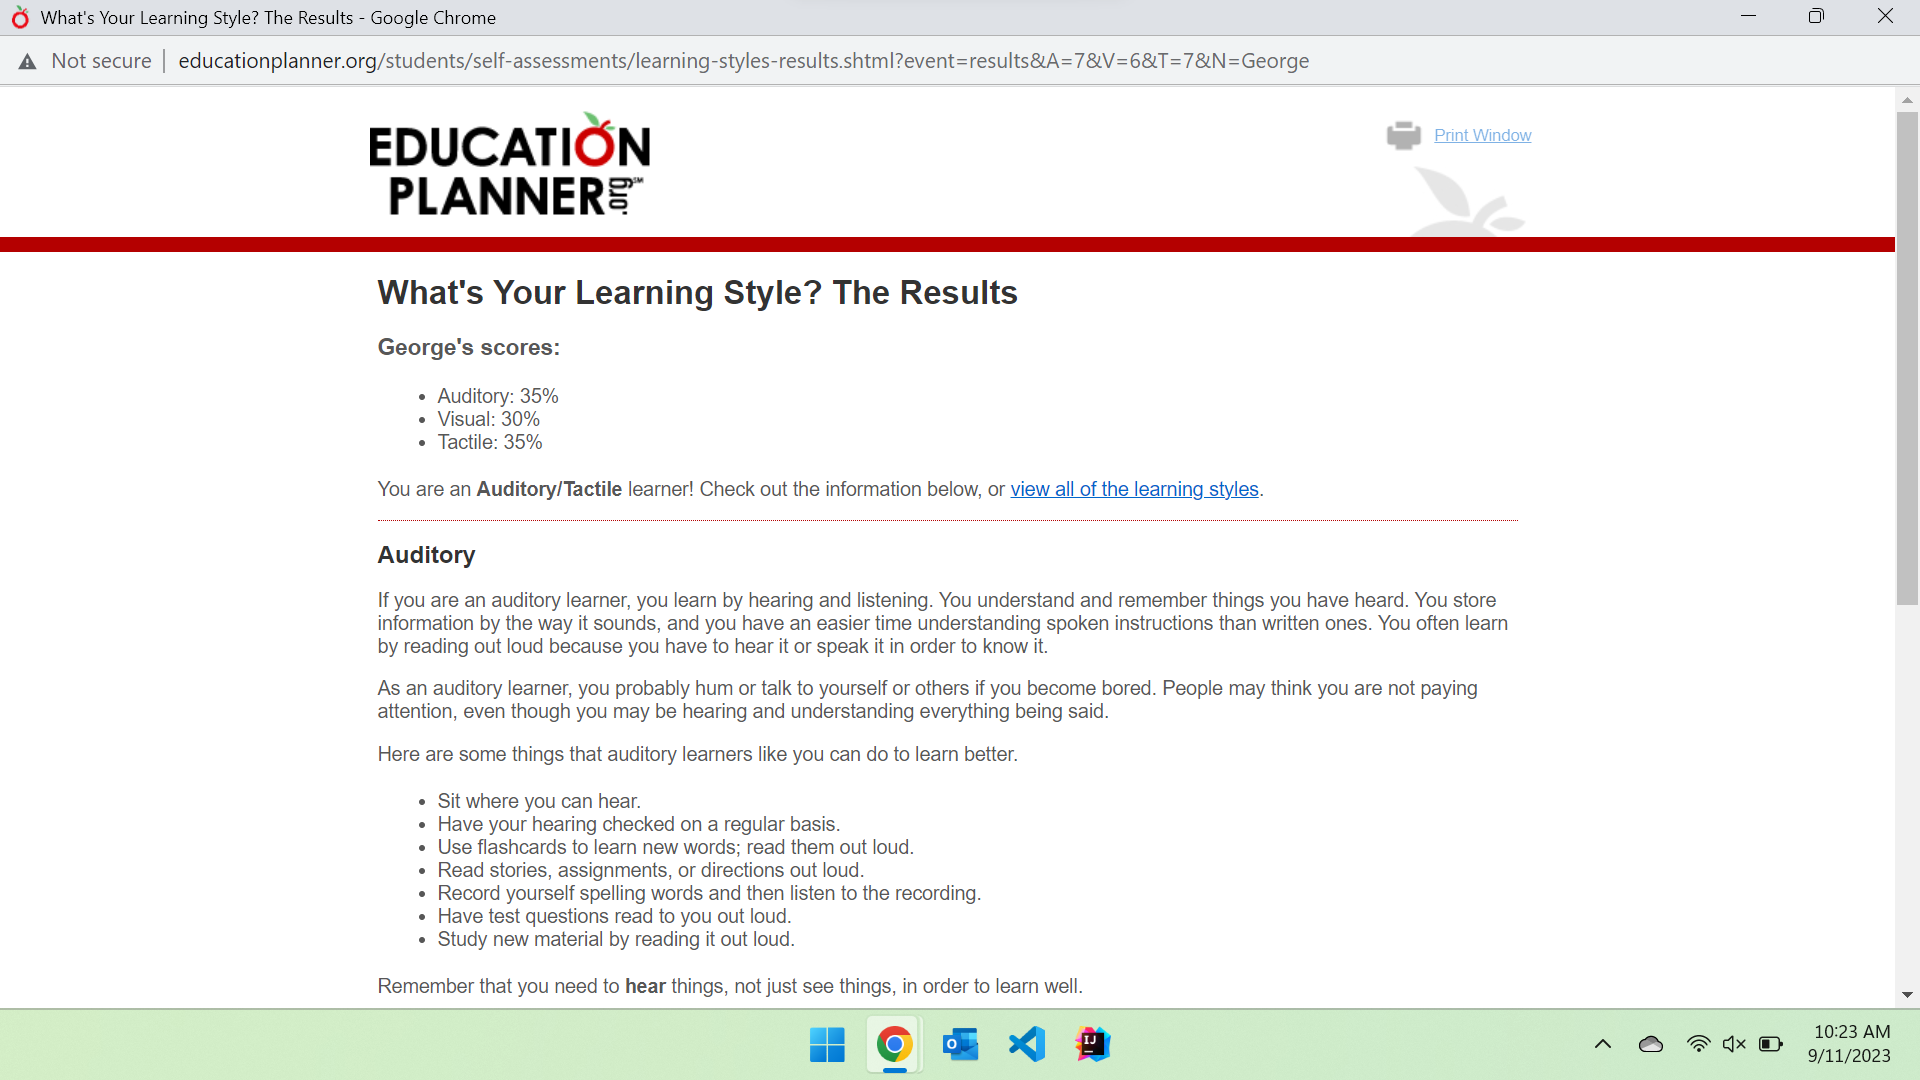 What's Your Learning Style? The Results - Google Chrome
Not secure | educationplanner.org/students/self-assessments/learning-styles-results.shtml?event=results&A=7&V=6&T=7&N=George
EDUCATION
PLANNER.org SM
Print Window
What's Your Learning Style? The Results
George's scores:
• Auditory: 35%
• Visual: 30%
• Tactile: 35%
You are an Auditory/Tactile learner! Check out the information below, or view all of the learning styles.
Auditory
If you are an auditory learner, you learn by hearing and listening. You understand and remember things you have heard. You store
information by the way it sounds, and you have an easier time understanding spoken instructions than written ones. You often learn
by reading out loud because you have to hear it or speak it in order to know it.
As an auditory learner, you probably hum or talk to yourself or others if you become bored. People may think you are not paying
attention, even though you may be hearing and understanding everything being said.
Here are some things that auditory learners like you can do to learn better.
• Sit where you can hear.
• Have your hearing checked on a regular basis.
• Use flashcards to learn new words; read them out loud.
• Read stories, assignments, or directions out loud.
• Record yourself spelling words and then listen to the recording.
• Have test questions read to you out loud.
• Study new material by reading it out loud.
Remember that you need to hear things, not just see things, in order to learn well.
IJ
10:23 AM
9/11/2023